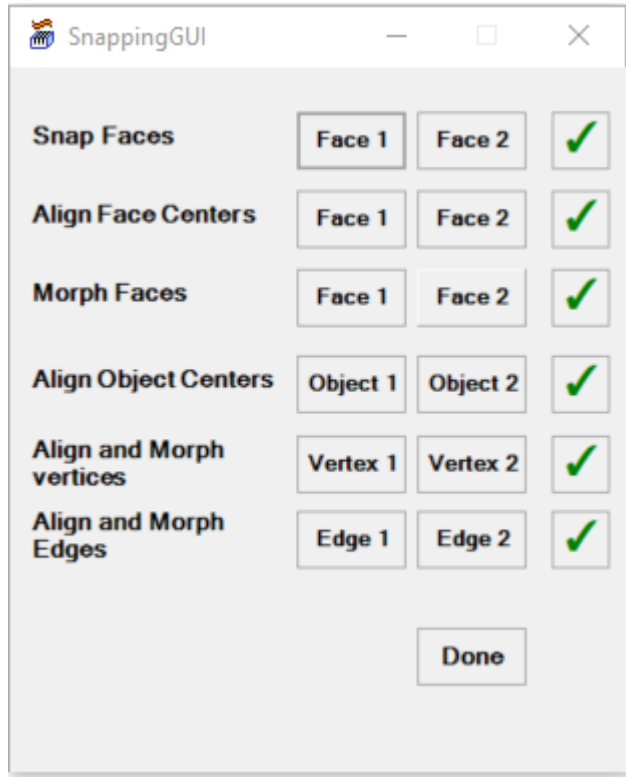 SnappingGUI
Snap Faces Face 1 Face 2 ✓
Align Face Centers Face 1 Face 2 ✓
Morph Faces Face 1 Face 2 ✓
Align Object Centers Object 1 Object 2 ✓
Align and Morph
vertices Vertex 1 Vertex 2 ✓
Align and Morph
Edges Edge 1 Edge 2 ✓
Done